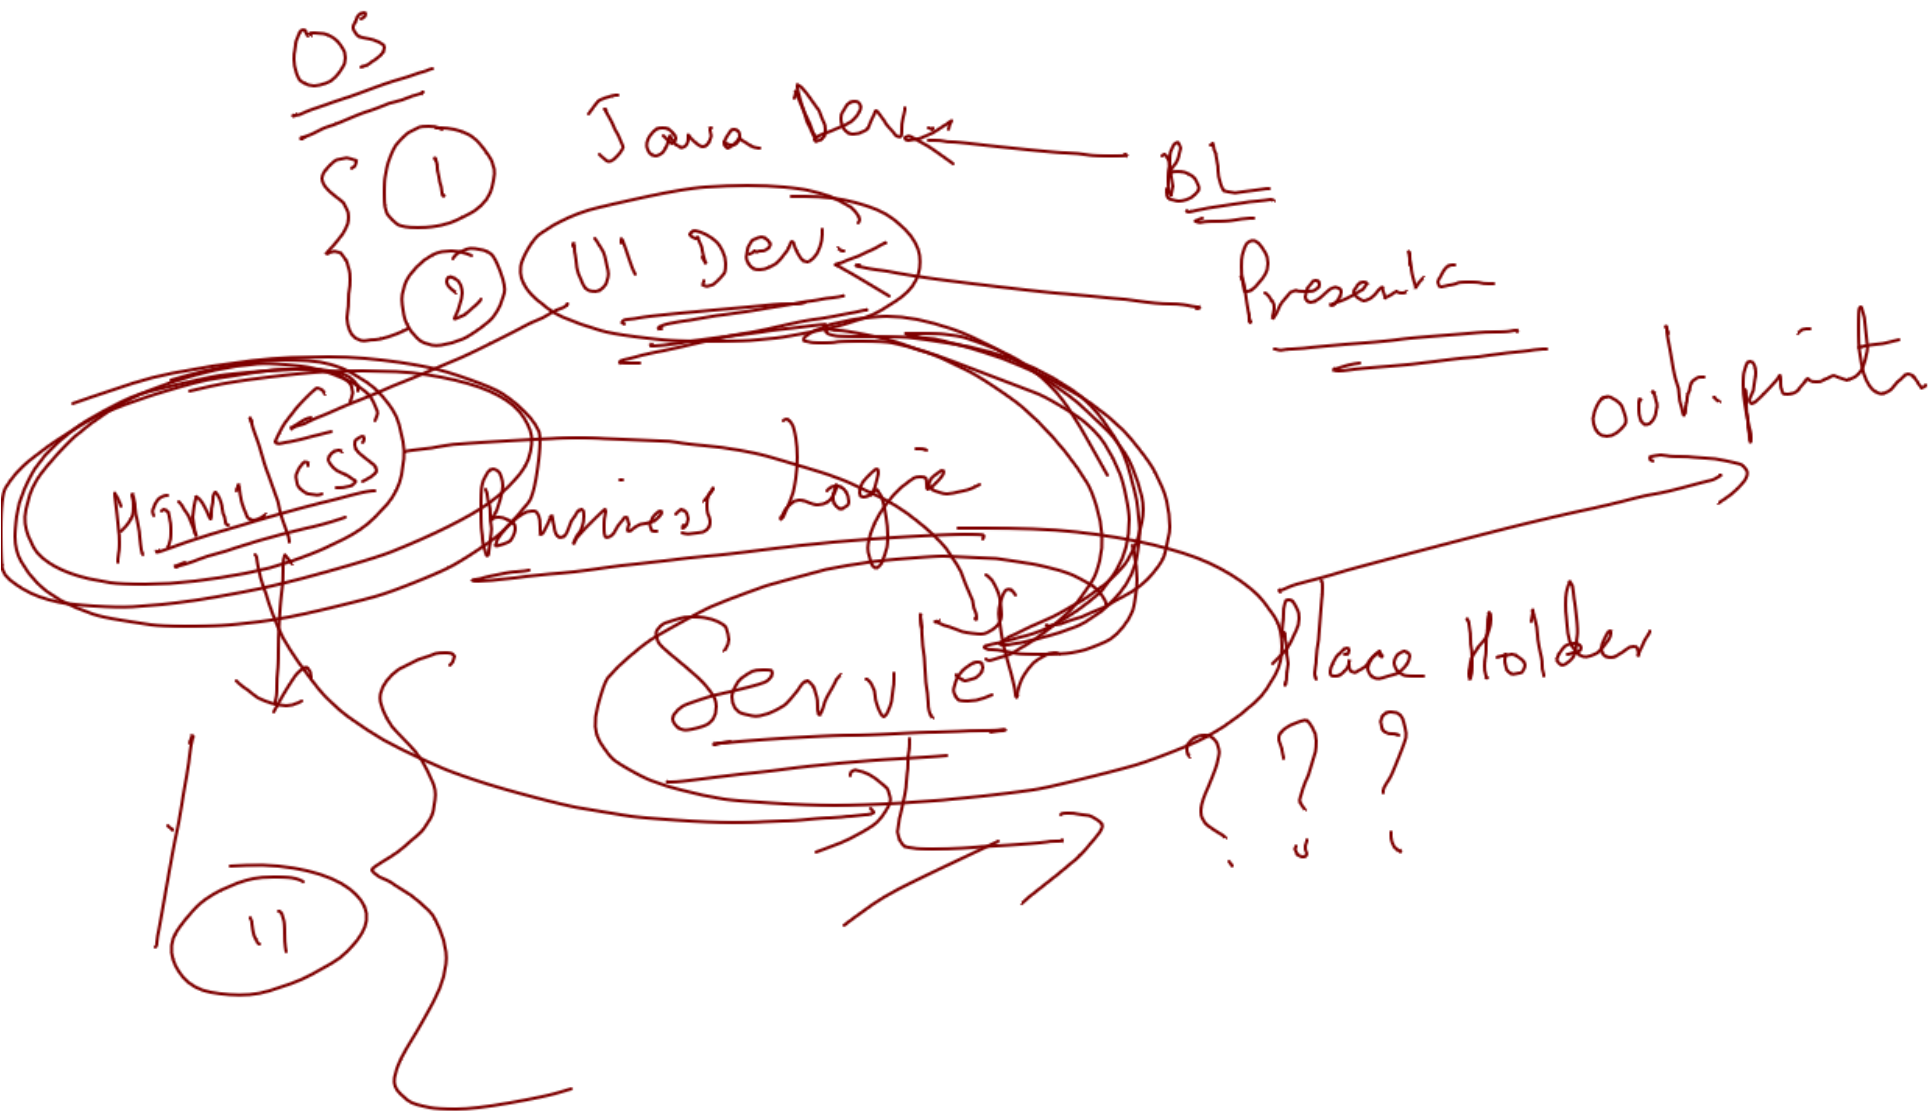 OS
1 Java Dev.
BL
2 UI Dev.
Presenta
out.println
HTML CSS
Business Logic
Servlet
Place Holder
? ? ?
11